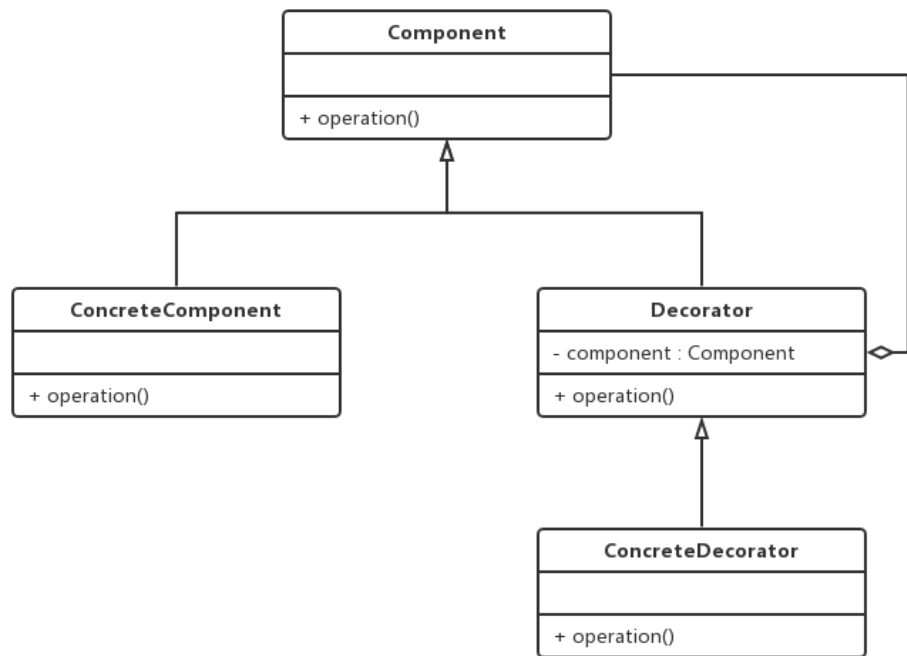 Component
+ operation()
ConcreteComponent
+ operation()
Decorator
- component : Component
+ operation()
ConcreteDecorator
+ operation()